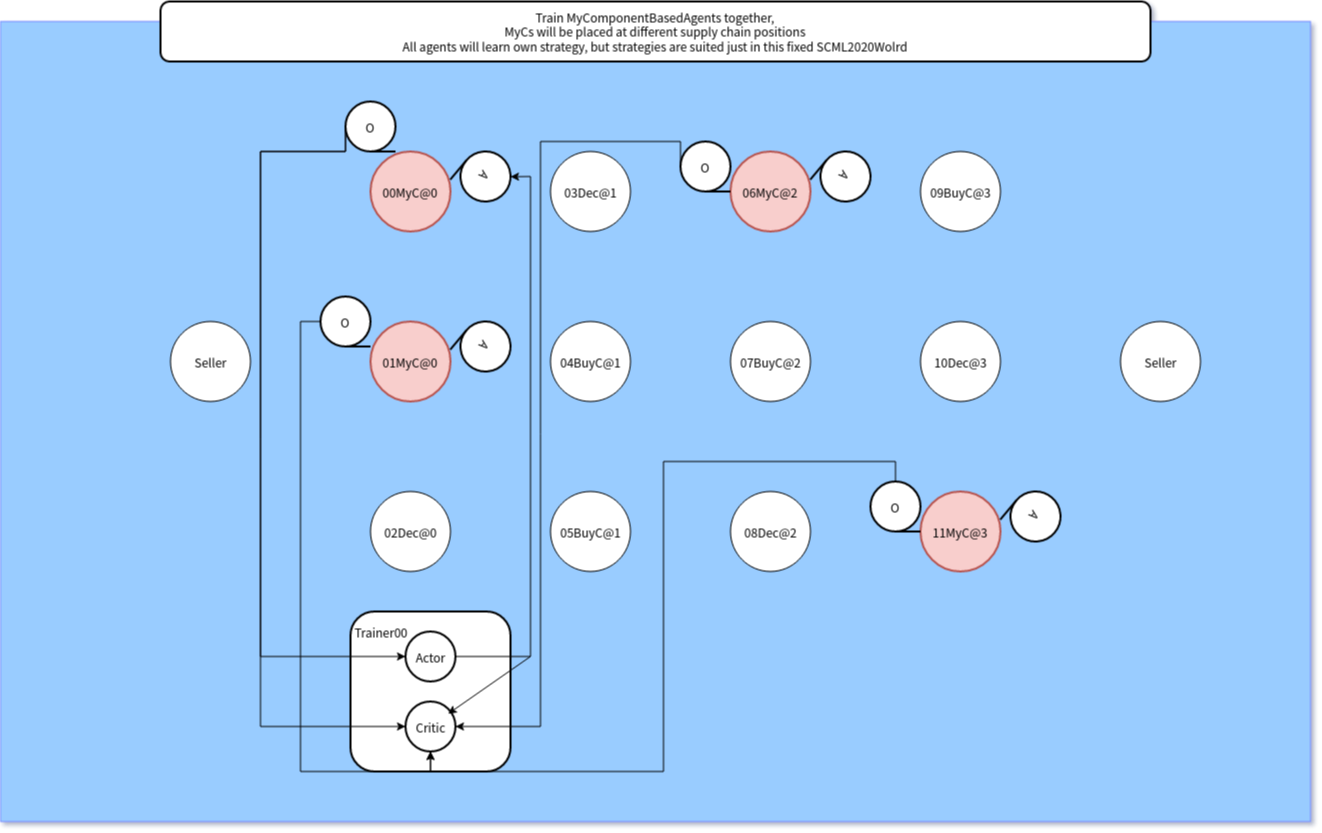 Train MyComponentBasedAgents together,
MyCs will be placed at different supply chain positions
All agents will learn own strategy, but strategies are suited just in this fixed SCML2020Wolrd
O
O
00MyC@0
A
03Dec@1
06MyC@2
A
09BuyC@3
O
Seller
01MyC@0
A
04BuyC@1
07BuyC@2
10Dec@3
Seller
02Dec@0
05BuyC@1
08Dec@2
O
11MyC@3
A
Trainer00
Actor
Critic